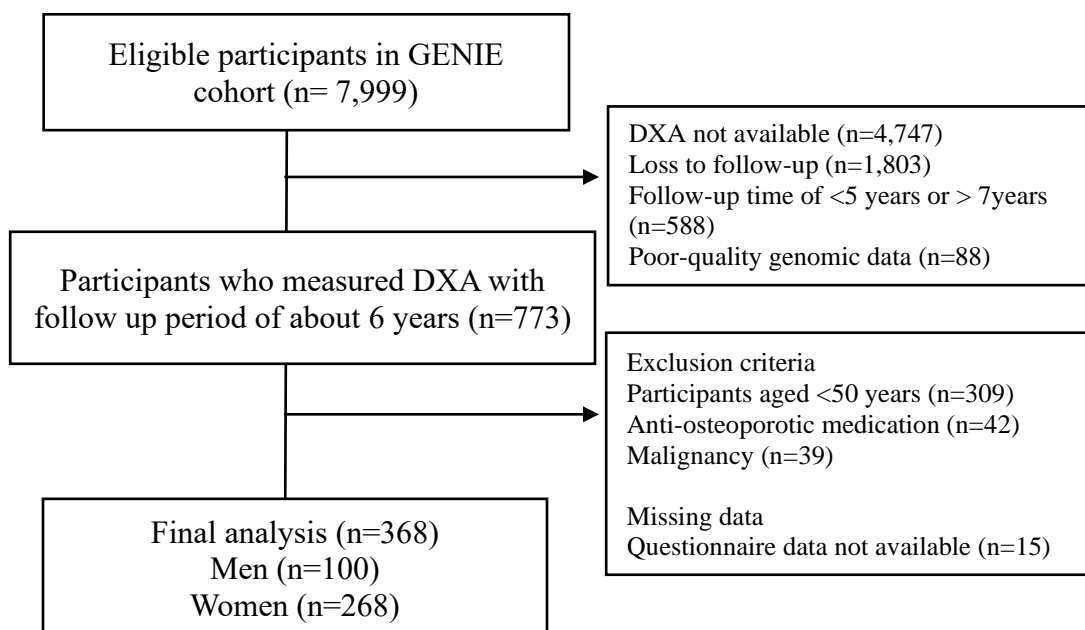 Eligible participants in GENIE
cohort (n= 7,999)
DXA not available (n=4,747)
Loss to follow-up (n=1,803)
Follow-up time of <5 years or > 7years
(n=588)
Poor-quality genomic data (n=88)
Participants who measured DXA with
follow up period of about 6 years (n=773)
Exclusion criteria
Participants aged <50 years (n=309)
Anti-osteoporotic medication (n=42)
Malignancy (n=39)
Missing data
Questionnaire data not available (n=15)
Final analysis (n=368)
Men (n=100)
Women (n=268)